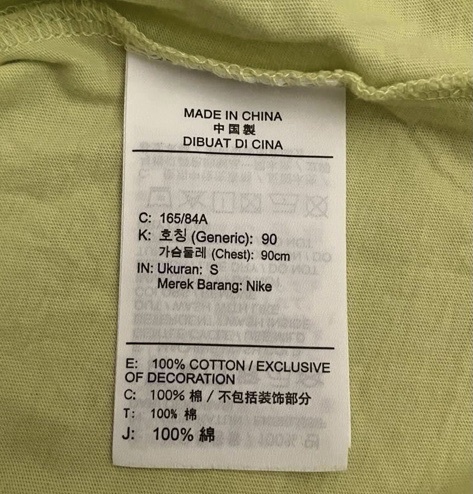 MADE IN CHINA
中国製
DIBUAT DI CINA
C: 165/84A
K: 호칭 (Generic): 90
가슴둘레 (Chest): 90cm
IN: Ukuran: S
Merek Barang: Nike
E: 100% COTTON / EXCLUSIVE
OF DECORATION
C: 100% 棉 / 不包括装饰部分
T: 100% 棉
J: 100% 綿